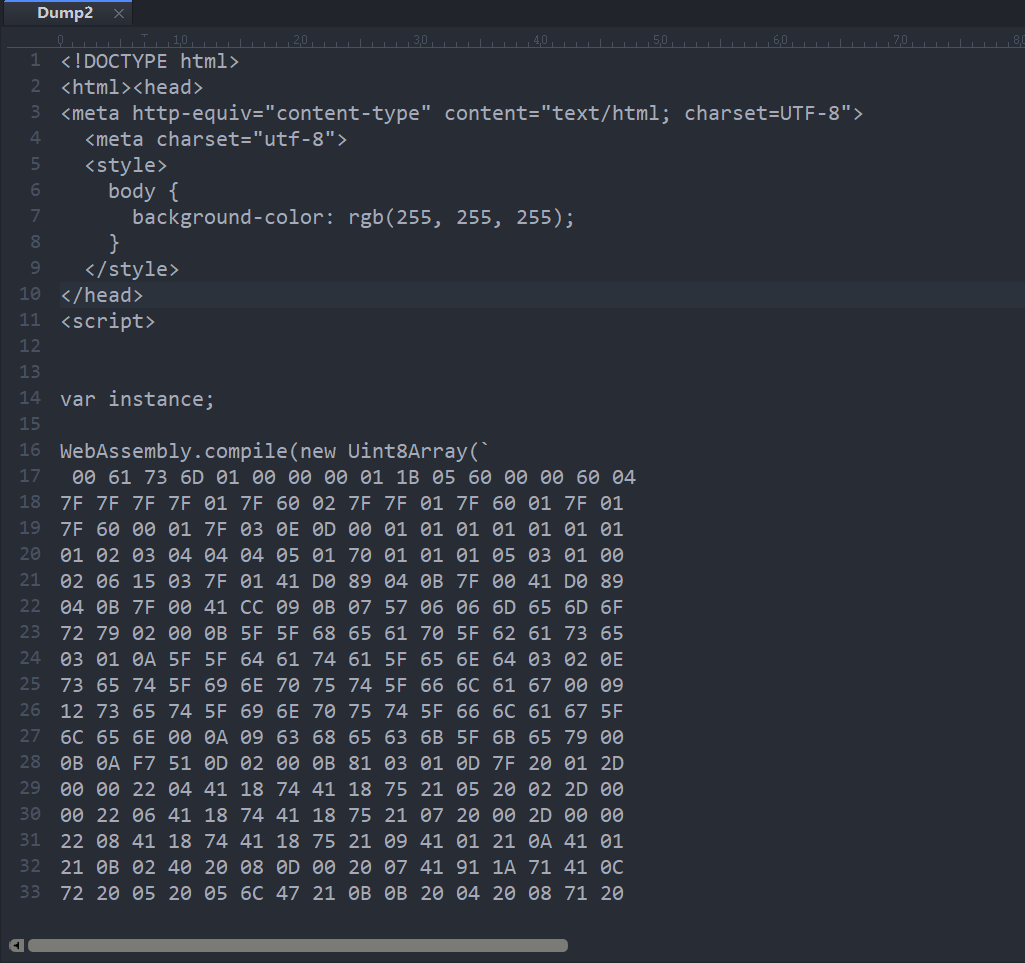 Dump2
0 10 20 30 40 50 60 70 80
1 <!DOCTYPE html>
2 <html><head>
3 <meta http-equiv="content-type" content="text/html; charset=UTF-8">
4 <meta charset="utf-8">
5 <style>
6 body {
7 background-color: rgb(255, 255, 255);
8 }
9 </style>
10 </head>
11 <script>
12
13
14 var instance;
15
16 WebAssembly.compile(new Uint8Array(`
17 00 61 73 6D 01 00 00 00 01 1B 05 60 00 00 60 04
18 7F 7F 7F 7F 01 7F 60 02 7F 7F 01 7F 60 01 7F 01
19 7F 60 00 01 7F 03 0E 0D 00 01 01 01 01 01 01 01
20 01 02 03 04 04 04 05 01 70 01 01 01 05 03 01 00
21 02 06 15 03 7F 01 41 D0 89 04 0B 7F 00 41 D0 89
22 04 0B 7F 00 41 CC 09 0B 07 57 06 06 6D 65 6D 6F
23 72 79 02 00 0B 5F 5F 68 65 61 70 5F 62 61 73 65
24 03 01 0A 5F 5F 64 61 74 61 5F 65 6E 64 03 02 0E
25 73 65 74 5F 69 6E 70 75 74 5F 66 6C 61 67 00 09
26 12 73 65 74 5F 69 6E 70 75 74 5F 66 6C 61 67 5F
27 6C 65 6E 00 0A 09 63 68 65 63 6B 5F 6B 65 79 00
28 0B 0A F7 51 0D 02 00 0B 81 03 01 0D 7F 20 01 2D
29 00 00 22 04 41 18 74 41 18 75 21 05 20 02 2D 00
30 00 22 06 41 18 74 41 18 75 21 07 20 00 2D 00 00
31 22 08 41 18 74 41 18 75 21 09 41 01 21 0A 41 01
32 21 0B 02 40 20 08 0D 00 20 07 41 91 1A 71 41 0C
33 72 20 05 20 05 6C 47 21 0B 0B 20 04 20 08 71 20